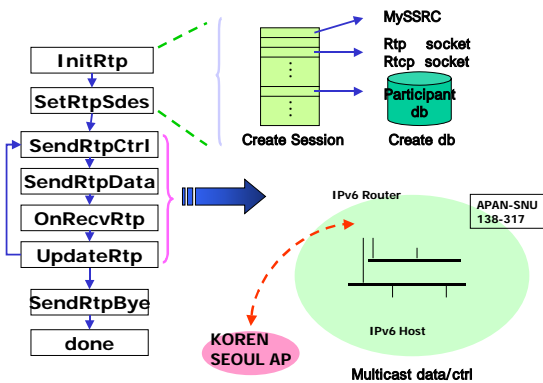 InitRtp
SetRtpSdes
SendRtpCtrl
SendRtpData
OnRecvRtp
UpdateRtp
SendRtpBye
done
MySSRC
Rtp socket
Rtcp socket
Participant
db
Create Session
Create db
IPv6 Router
APAN-SNU
138-317
IPv6 Host
KOREN
SEOUL AP
Multicast data/ctrl